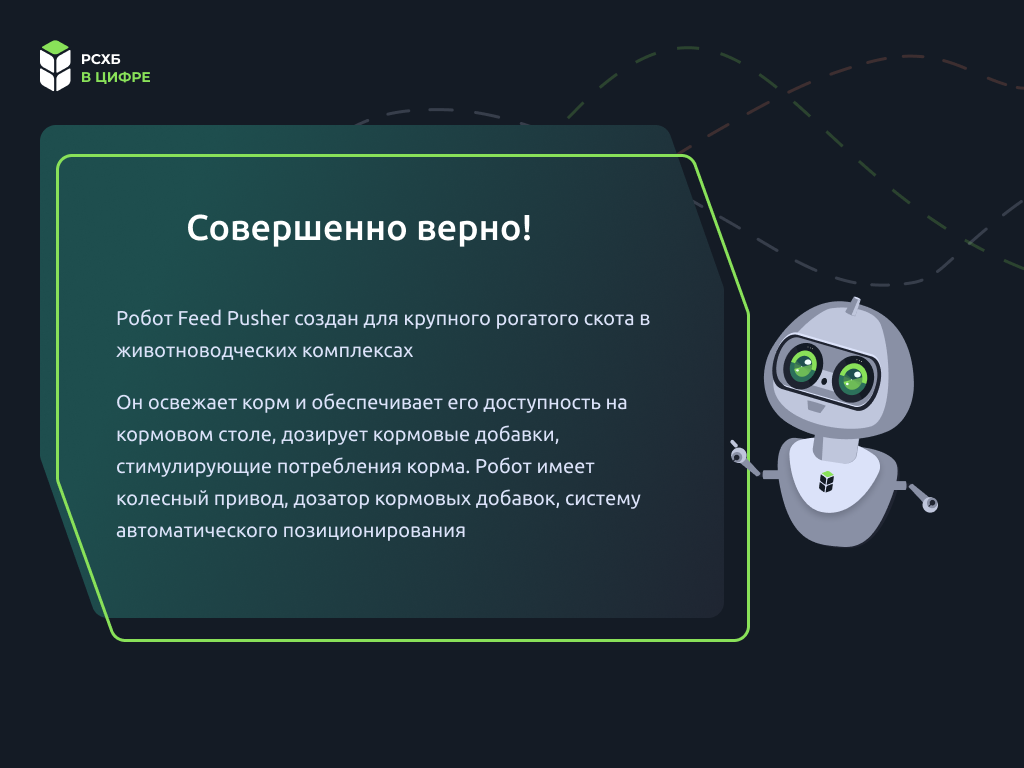 РСХБ
В ЦИФРЕ
Совершенно верно!
Робот Feed Pusher создан для крупного рогатого скота в
животноводческих комплексах
Он освежает корм и обеспечивает его доступность на
кормовом столе, дозирует кормовые добавки,
стимулирующие потребления корма. Робот имеет
колесный привод, дозатор кормовых добавок, систему
автоматического позиционирования